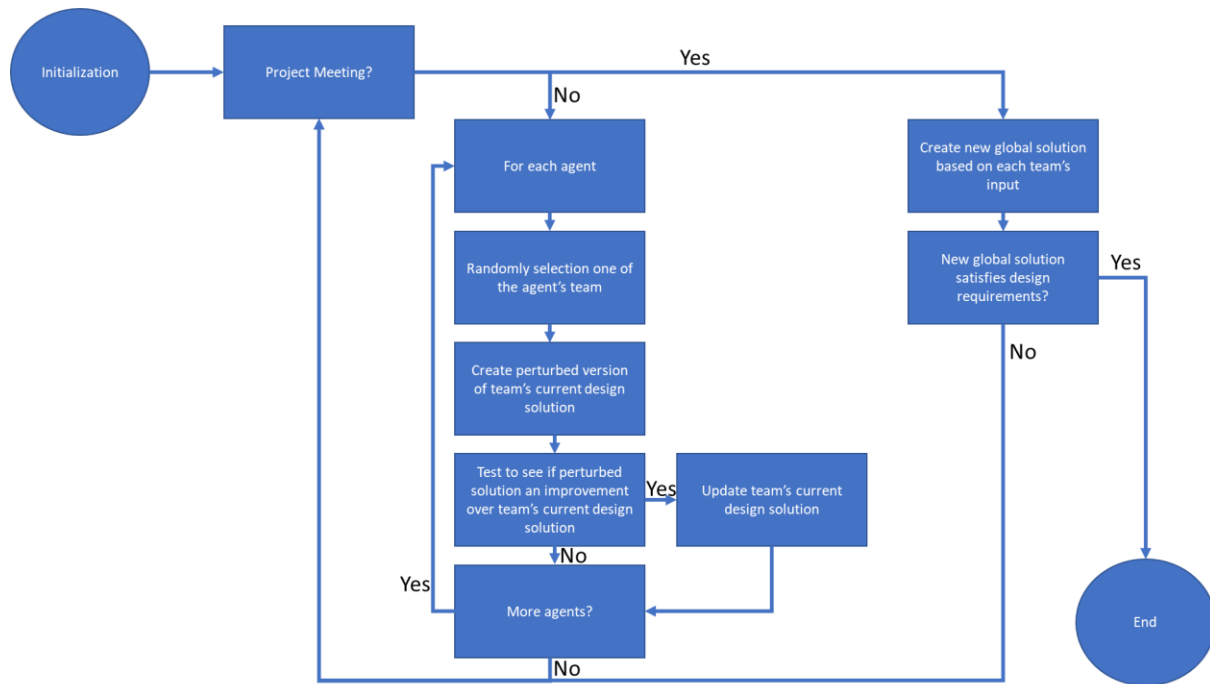 Initialization
Project Meeting?
Yes
No
For each agent
Create new global solution
based on each team's
input
Randomly selection one of
the agent's team
New global solution
satisfies design
requirements?
Yes
No
Create perturbed version
of team's current design
solution
Test to see if perturbed
solution an improvement
over team's current design
solution
Yes
Update team's current
design solution
No
Yes
More agents?
No
End